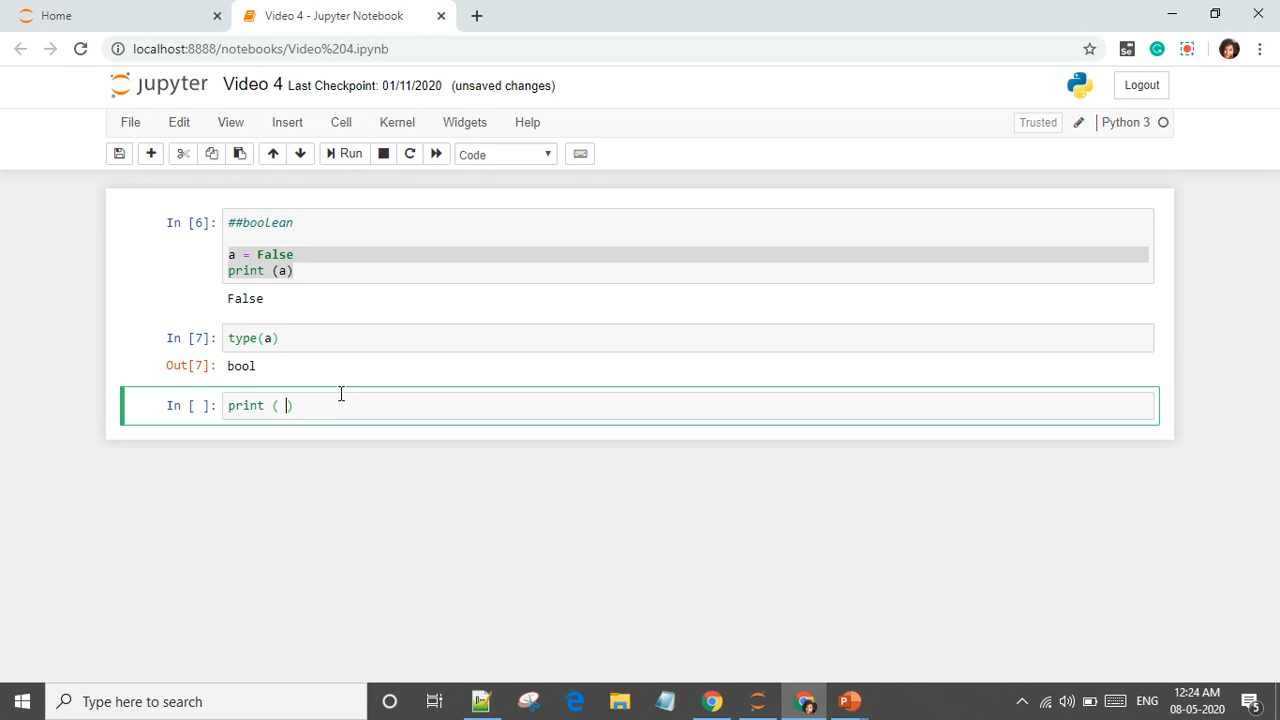 Home
Video 4 - Jupyter Notebook
localhost:8888/notebooks/Video%204.ipynb
Se
jupyter Video 4 Last Checkpoint: 01/11/2020 (unsaved changes)
Logout
File Edit View Insert Cell Kernel Widgets Help
Trusted
Python 3
Run
Code
In [6]: ##boolean
a = False
print (a)
False
In [7]: type(a)
Out[7]: bool
In [ ]: print ( )
Type here to search
ENG
12:24 AM
08-05-2020
5